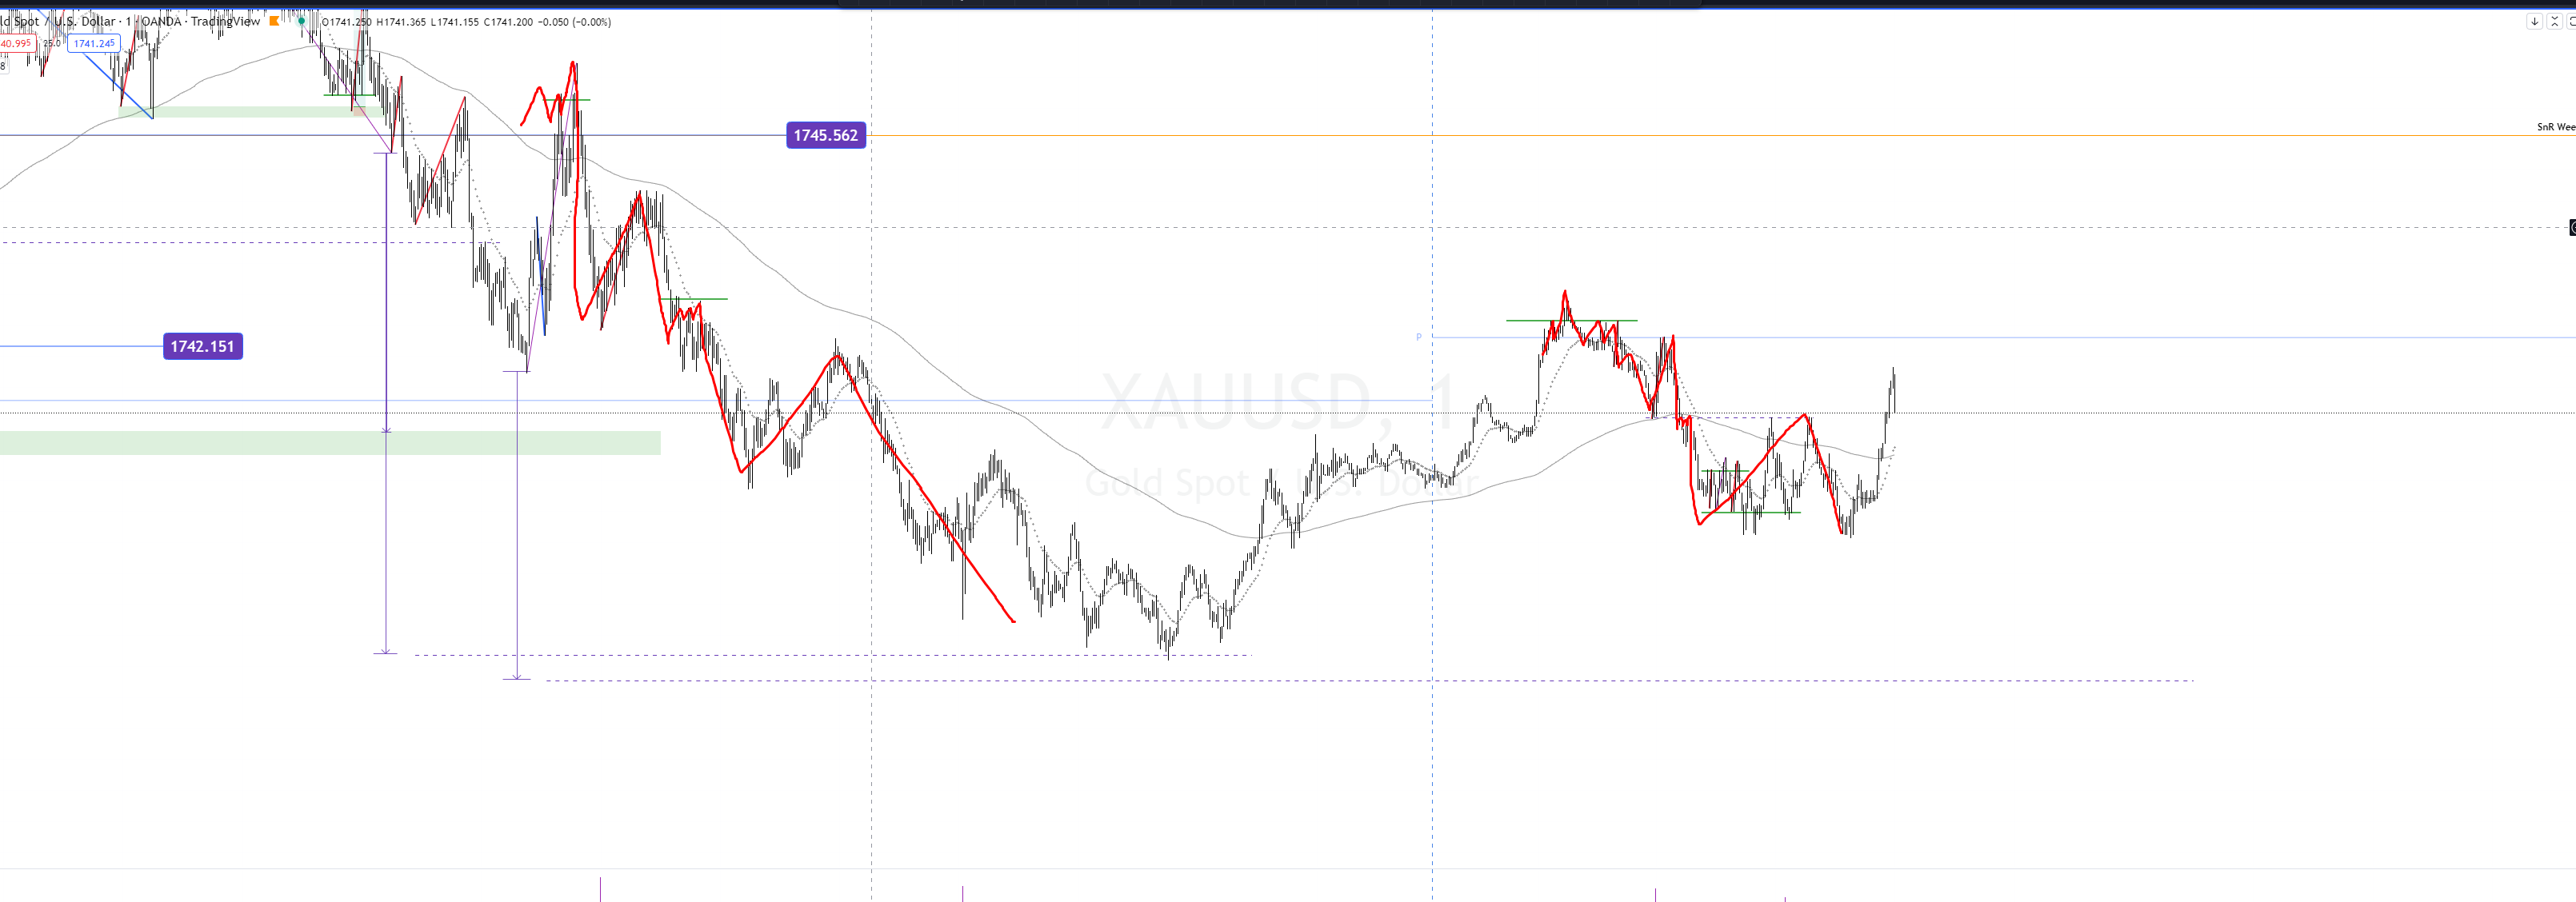 ld Spot / U.S. Dollar · 1 · OANDA · TradingView O1741.250 H1741.365 L1741.155 C1741.200 −0.050 (−0.00%)
40.995 25.0 1741.245
8
SnR Wee
1745.562
1742.151
P
XAUUSD, 1
Gold Spot / U.S. Dollar